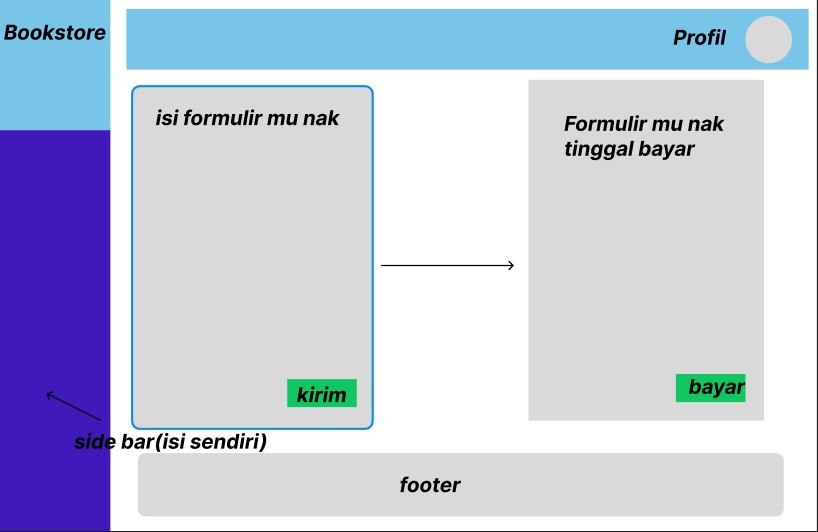 Bookstore
Profil
isi formulir mu nak
Formulir mu nak
tinggal bayar
kirim
bayar
side bar(isi sendiri)
footer